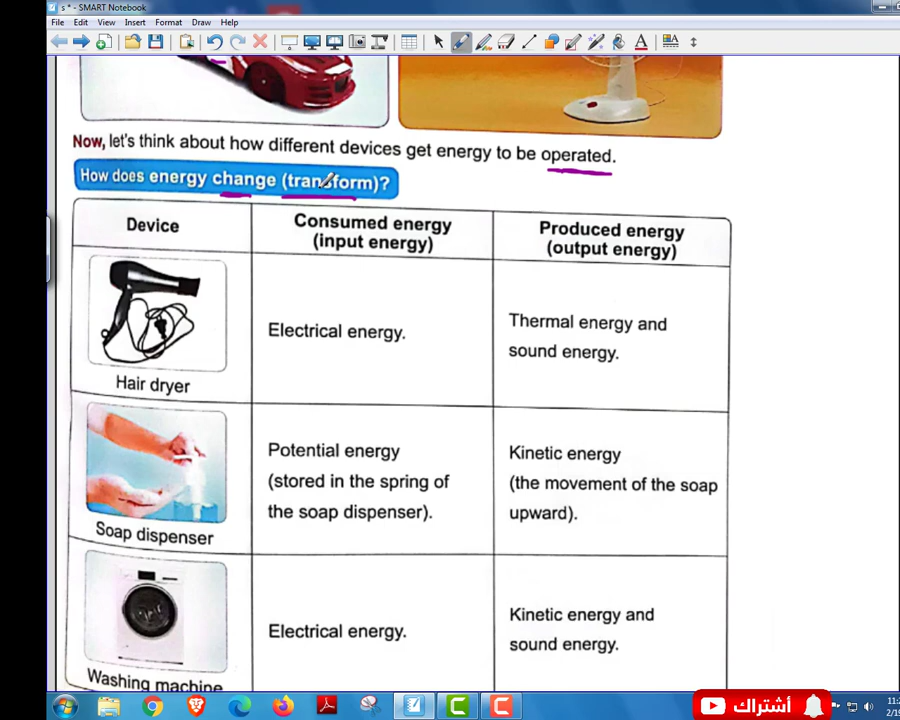 s * - SMART Notebook
File Edit View Insert Format Draw Help
Now, let's think about how different devices get energy to be operated.
How does energy change (transform)?
Device
Consumed energy
(input energy)
Produced energy
(output energy)
Hair dryer
Electrical energy.
Thermal energy and
sound energy.
Soap dispenser
Potential energy
(stored in the spring of
the soap dispenser).
Kinetic energy
(the movement of the soap
upward).
Washing machine
Electrical energy.
Kinetic energy and
sound energy.
أشتراك